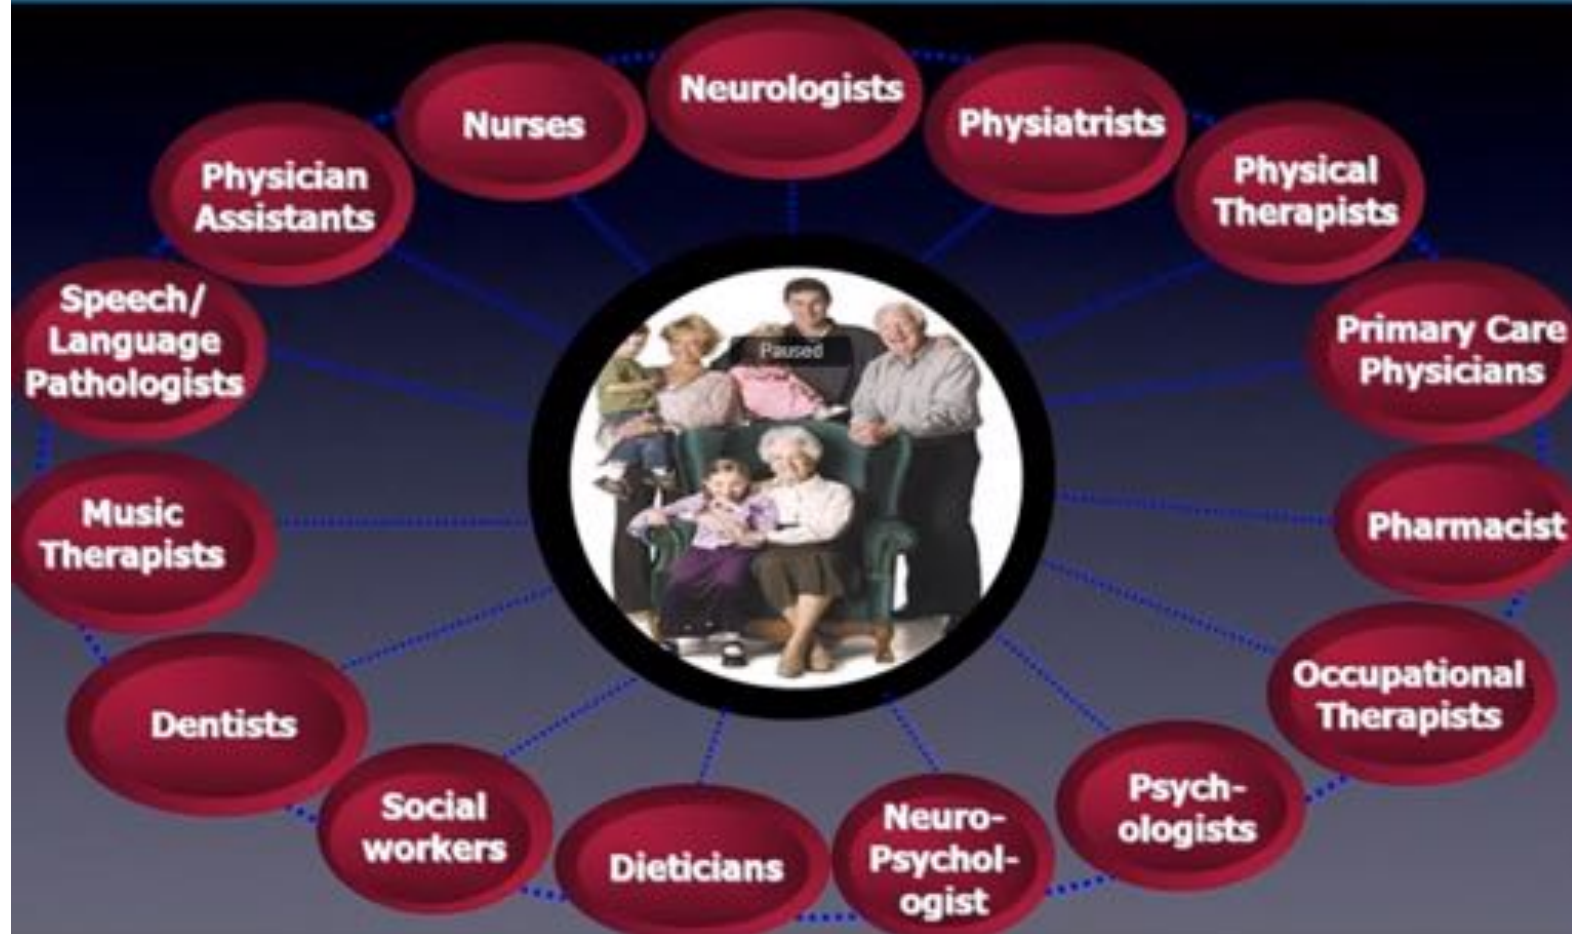 Neurologists
Nurses
Physiatrists
Physician
Assistants
Physical
Therapists
Speech/
Language
Pathologists
Primary Care
Physicians
Paused
Music
Therapists
Pharmacist
Dentists
Occupational
Therapists
Social
workers
Dieticians
Neuro-
Psychol-
ogist
Psych-
ologists